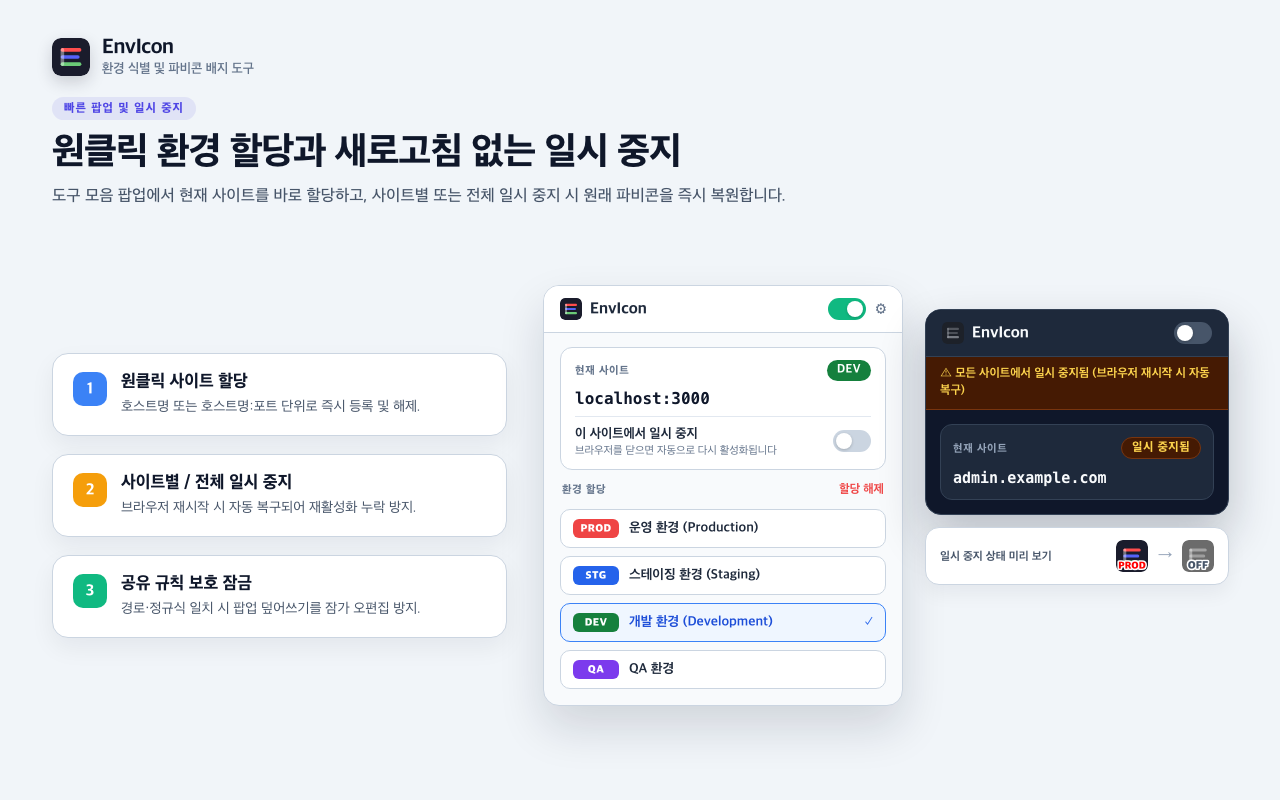 EnvIcon
환경 식별 및 파비콘 배지 도구
빠른 팝업 및 일시 중지
원클릭 환경 할당과 새로고침 없는 일시 중지
도구 모음 팝업에서 현재 사이트를 바로 할당하고, 사이트별 또는 전체 일시 중지 시 원래 파비콘을 즉시 복원합니다.
1
원클릭 사이트 할당
호스트명 또는 호스트명·포트 단위로 즉시 등록 및 해제.
2
사이트별 / 전체 일시 중지
브라우저 재시작 시 자동 복구되어 재활성화 누락 방지.
3
공유 규칙 보호 잠금
경로·정규식 일치 시 팝업 덮어쓰기를 잠가 오편집 방지.
EnvIcon
현재 사이트
DEV
localhost:3000
이 사이트에서 일시 중지
브라우저를 닫으면 자동으로 다시 활성화됩니다
환경 할당
할당 해제
PROD 운영 환경 (Production)
STG 스테이징 환경 (Staging)
DEV 개발 환경 (Development) ✓
QA QA 환경
EnvIcon
⚠ 모든 사이트에서 일시 중지됨 (브라우저 재시작 시 자동
복구)
현재 사이트
일시 중지됨
admin.example.com
일시 중지 상태 미리 보기
PROD → OFF